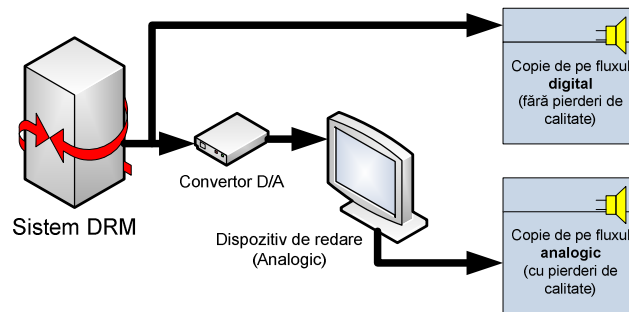 Copie de pe fluxul
digital
(fără pierderi de
calitate)
Convertor D/A
Sistem DRM
Dispozitiv de redare
(Analogic)
Copie de pe fluxul
analogic
(cu pierderi de
calitate)